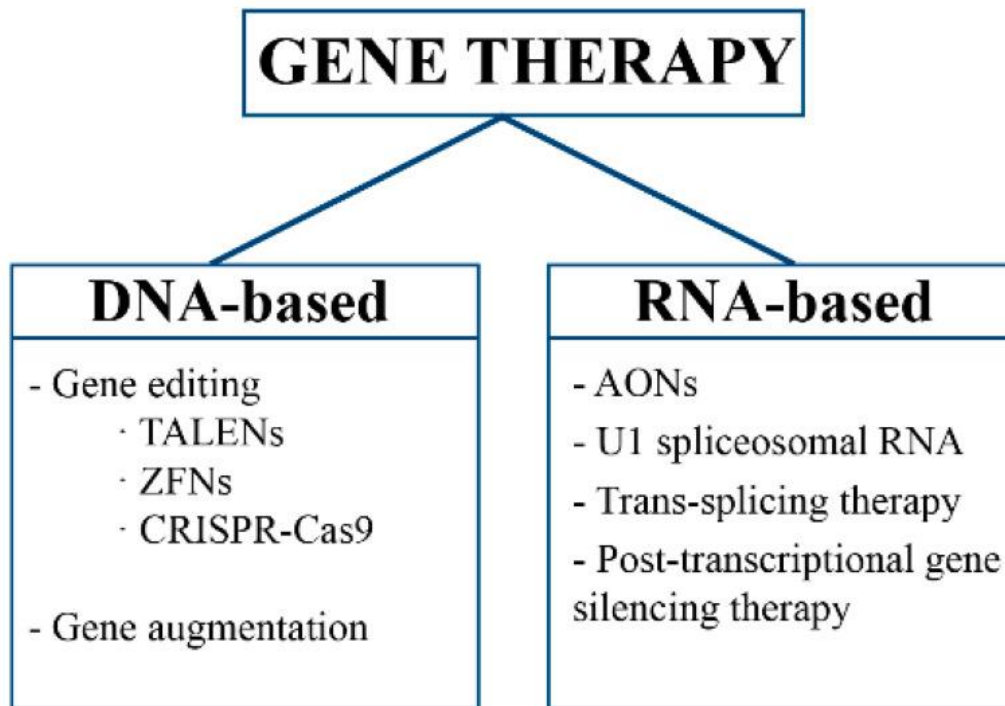 GENE THERAPY
DNA-based
- Gene editing
· TALENs
· ZFNs
· CRISPR-Cas9
- Gene augmentation
RNA-based
- AONs
- U1 spliceosomal RNA
- Trans-splicing therapy
- Post-transcriptional gene
silencing therapy